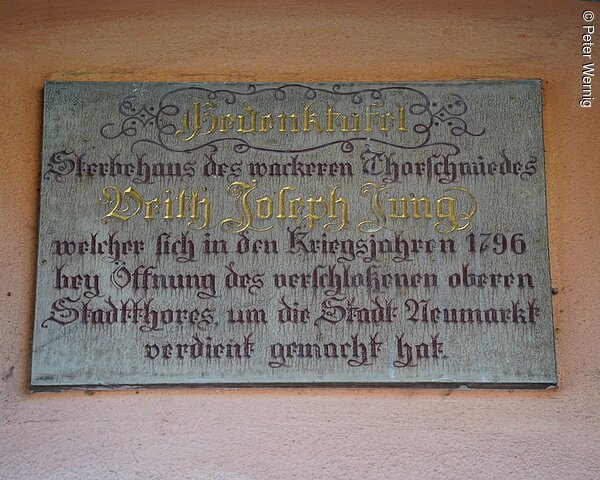 Gedenktafel
Sterbehaus des wackeren Thorschmiedes
Veith Joseph Jung
welcher sich in den Kriegsjahren 1796
bey Öffnung des verschloßenen oberen
Stadtthores, um die Stadt Neumarkt
verdient gemacht hat.
© Peter Wernig